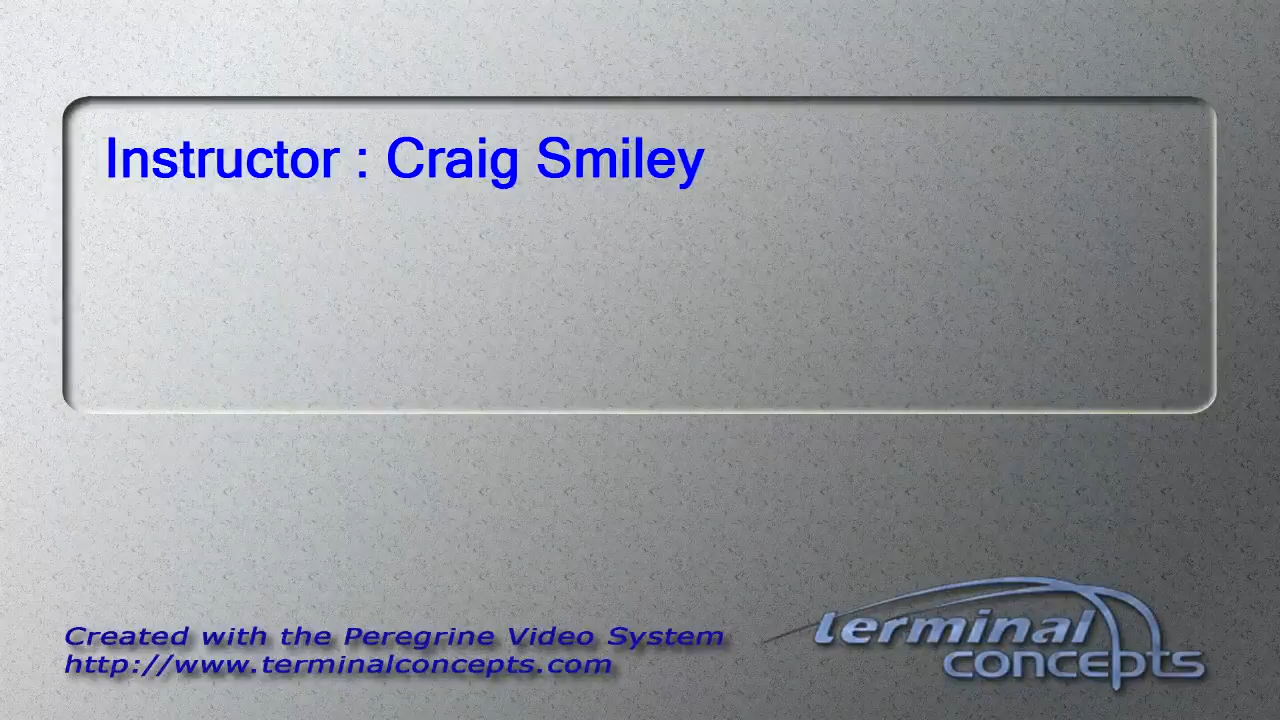 Instructor : Craig Smiley
Created with the Peregrine Video System
http://www.terminalconcepts.com
terminal
concepts